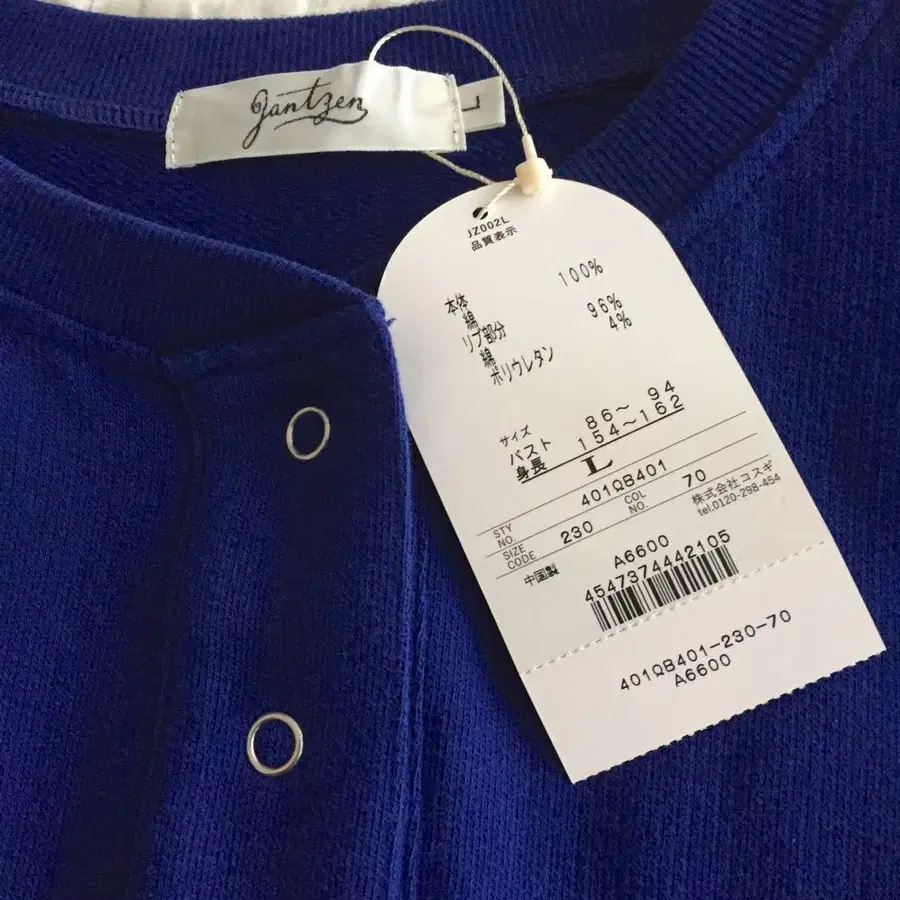 jantzen
L
JZ002L
品質表示
本体
綿 100%
リブ部分
綿 96%
ポリウレタン 4%
サイズ
バスト 86～94
身長 154～162
L
STY NO. 401ΩB401
SIZE CODE 230 COL NO. 70
中国製 A6600 株式会社コスギ
tel.0120-298-454
4547374442105
401ΩB401-230-70
A6600